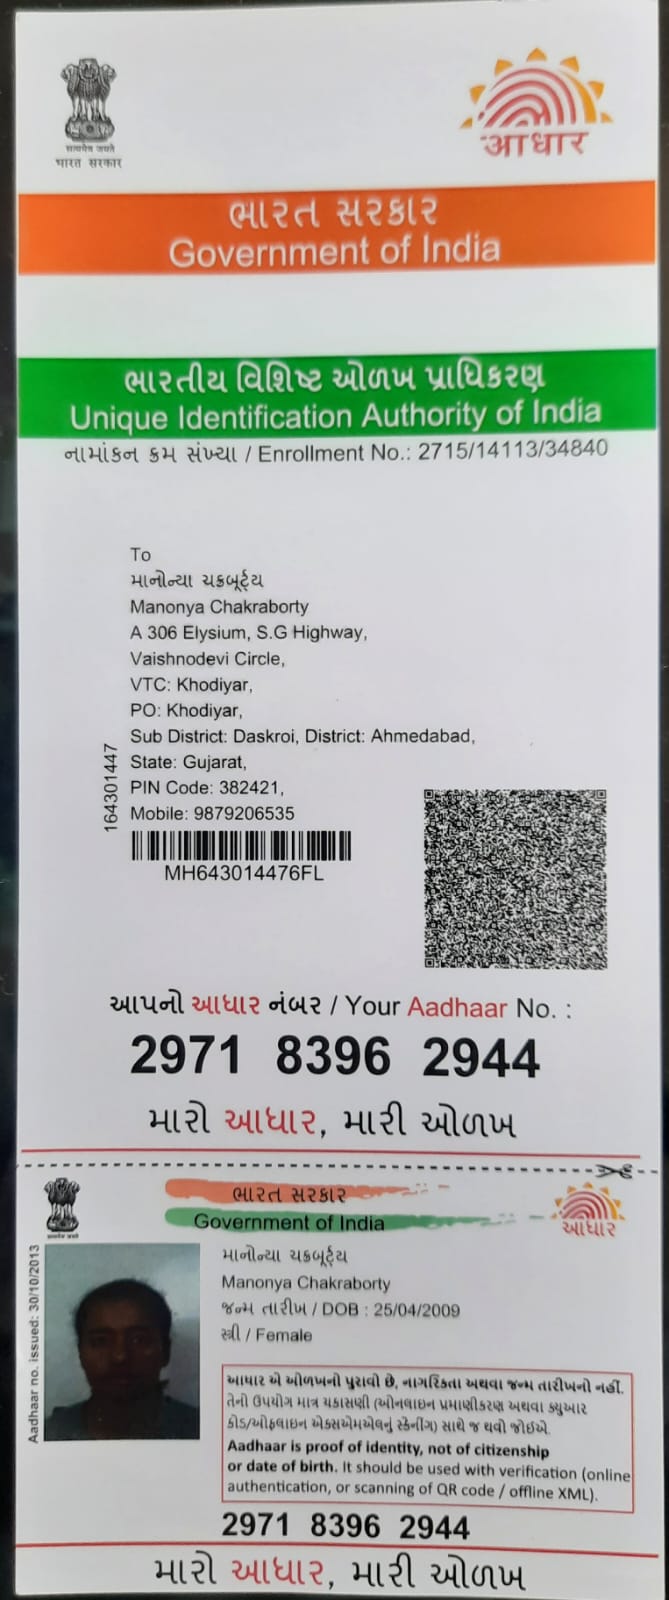 सत्यमेव जयते
भारत सरकार
आधार
ભારત સરકાર
Government of India
ભારતીય વિશિષ્ટ ઓળખ પ્રાધિકરણ
Unique Identification Authority of India
નામાંકન ક્રમ સંખ્યા / Enrollment No.: 2715/14113/34840
To
માનોન્યા ચક્રબૂર્ટ્ય
Manonya Chakraborty
A 306 Elysium, S.G Highway,
Vaishnodevi Circle,
VTC: Khodiyar,
PO: Khodiyar,
Sub District: Daskroi, District: Ahmedabad,
State: Gujarat,
PIN Code: 382421,
Mobile: 9879206535
164301447
MH643014476FL
આપનો આધાર નંબર / Your Aadhaar No. :
2971 8396 2944
મારો આધાર, મારી ઓળખ
ભારત સરકાર
Government of India
આધાર
Aadhaar no. issued: 30/10/2013
માનોન્યા ચક્રબૂર્ટ્ય
Manonya Chakraborty
જન્મ તારીખ / DOB : 25/04/2009
સ્ત્રી / Female
આધાર એ ઓળખનો પુરાવો છે, નાગરિકતા અથવા જન્મ તારીખનો નહીં.
તેનો ઉપયોગ માત્ર ચકાસણી (ઓનલાઇન પ્રમાણીકરણ અથવા ક્યુઆર
કોડ/ઓફલાઇન એક્સએમએલનું સ્કેનીંગ) સાથે જ થવો જોઈએ.
Aadhaar is proof of identity, not of citizenship
or date of birth. It should be used with verification (online
authentication, or scanning of QR code / offline XML).
2971 8396 2944
મારો આધાર, મારી ઓળખ